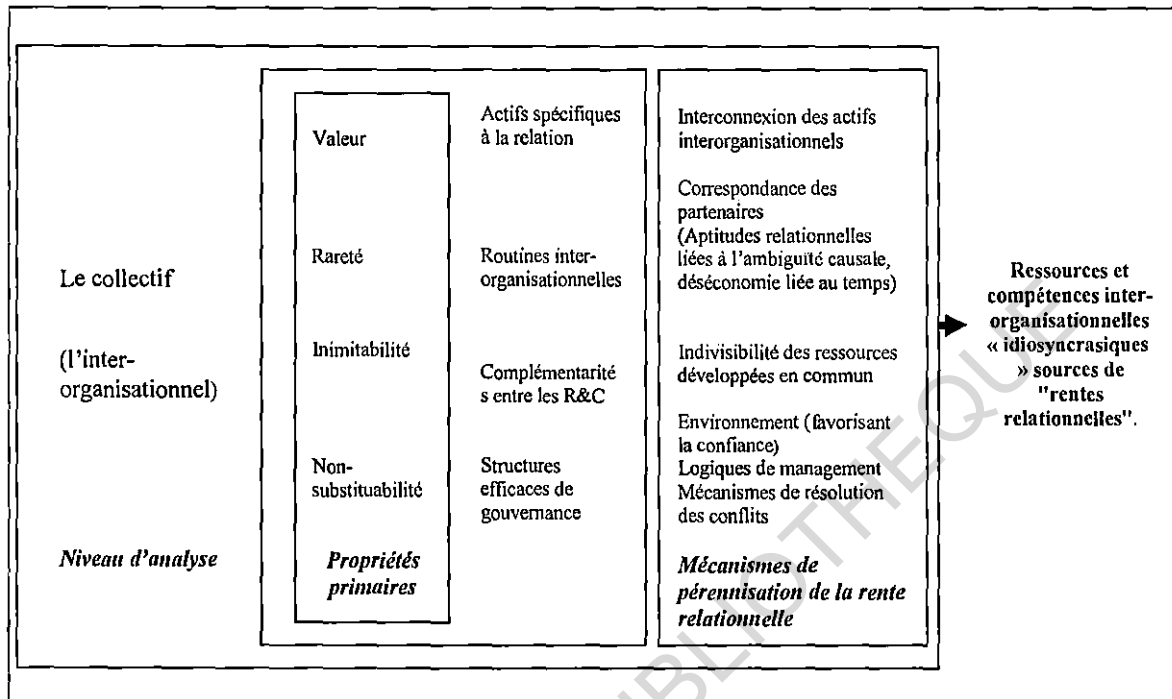 Le collectif
(l'inter-
organisationnel)
Niveau d'analyse
Valeur
Rareté
Inimitabilité
Non-
substituabilité
Propriétés
primaires
Actifs spécifiques
à la relation
Routines inter-
organisationnelles
Complémentarité
s entre les R&C
Structures
efficaces de
gouvernance
Interconnexion des actifs
interorganisationnels
Correspondance des
partenaires
(Aptitudes relationnelles
liées à l'ambiguïté causale,
déséconomie liée au temps)
Indivisibilité des ressources
développées en commun
Environnement (favorisant
la confiance)
Logiques de management
Mécanismes de résolution
des conflits
Mécanismes de
pérennisation de la rente
relationnelle
Ressources et
compétences inter-
organisationnelles
« idiosyncrasiques
» sources de
"rentes
relationnelles".
BIBLIOTHEQUE